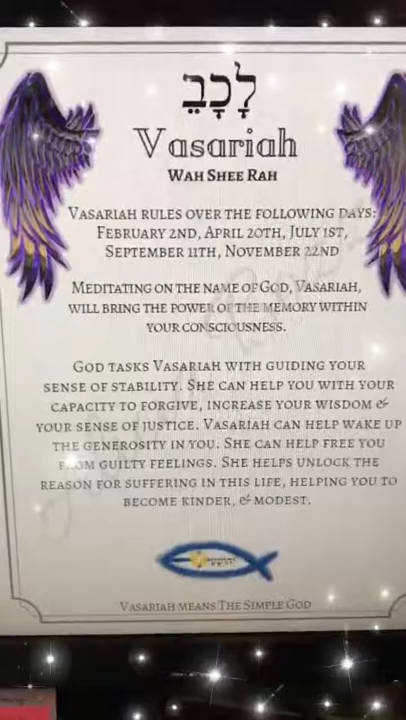 לָכָבֵ
Vasariah
Wah Shee Rah
Vasariah rules over the following days:
February 2nd, April 20th, July 1st,
September 11th, November 22nd
Meditating on the name of God, Vasariah,
will bring the power of the memory within
your consciousness.
God tasks Vasariah with guiding your
sense of stability. She can help you with your
capacity to forgive, increase your wisdom &
your sense of justice. Vasariah can help wake up
the generosity in you. She can help free you
from guilty feelings. She helps unlock the
reason for suffering in this life, helping you to
become kinder, & modest.
Vasariah means The Simple God